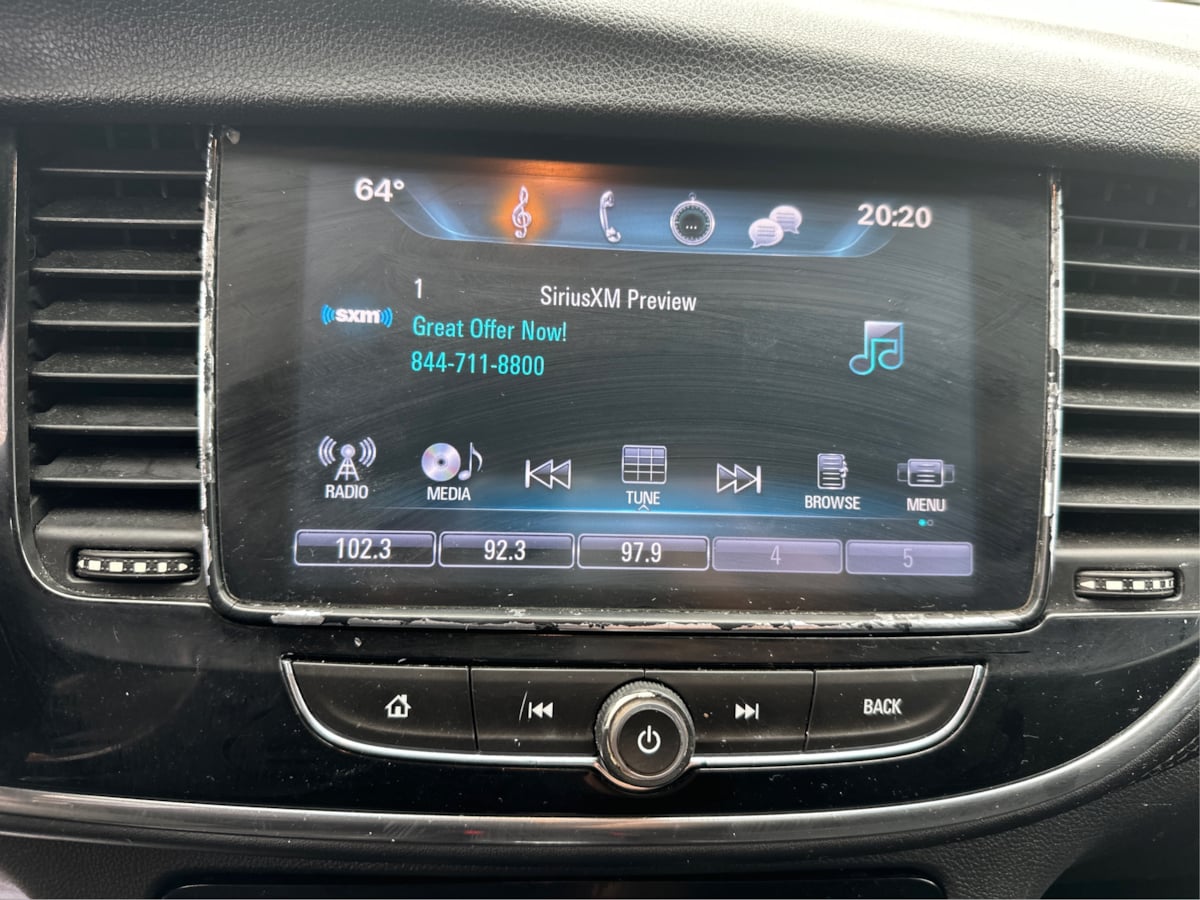 64°
20:20
1
SiriusXM Preview
sxm
Great Offer Now!
844-711-8800
RADIO
MEDIA
TUNE
BROWSE
MENU
102.3
92.3
97.9
4
5
BACK